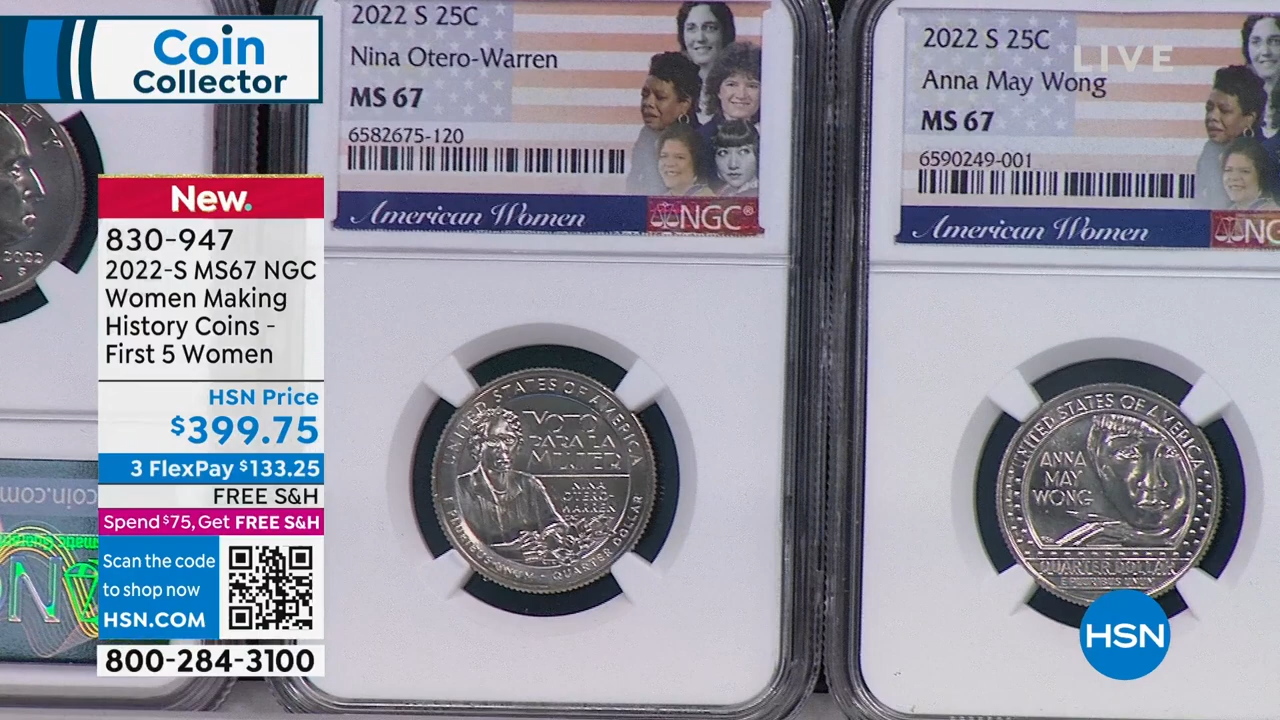 Coin
Collector
New.
830-947
2022-S MS67 NGC
Women Making
History Coins -
First 5 Women
HSN Price
$399.75
3 FlexPay $133.25
FREE S&H
Spend $75, Get FREE S&H
Scan the code
to shop now
HSN.COM
800-284-3100
2022
S
2022 S 25C
Nina Otero-Warren
MS 67
6582675-120
American Women
NGC®
UNITED STATES OF AMERICA
VOTO
PARA LA
MUJER
NINA
OTERO-
WARREN
E PLURIBUS UNUM • QUARTER DOLLAR
2022 S 25C
Anna May Wong
MS 67
6590249-001
American Women
LIVE
UNITED STATES OF AMERICA
ANNA
MAY
WONG
QUARTER DOLLAR
E PLURIBUS UNUM
HSN